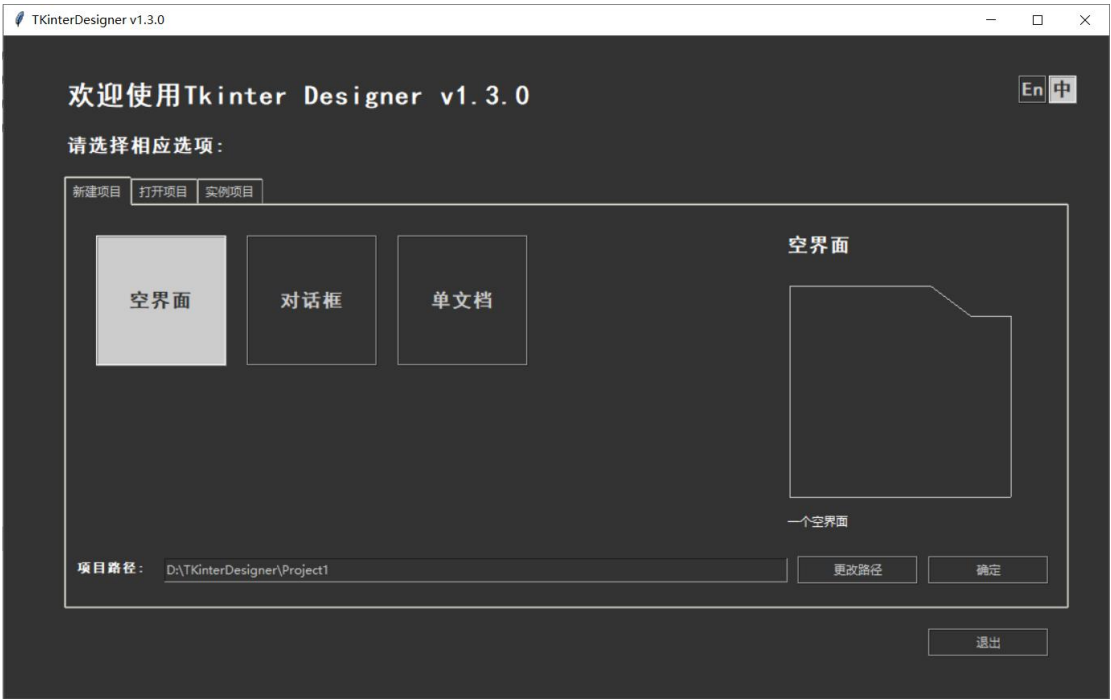 TKinterDesigner v1.3.0
欢迎使用Tkinter Designer v1.3.0
En 中
请选择相应选项:
新建项目 打开项目 实例项目
空界面 对话框 单文档
空界面
一个空界面
项目路径: D:\TKinterDesigner\Project1 更改路径 确定
退出